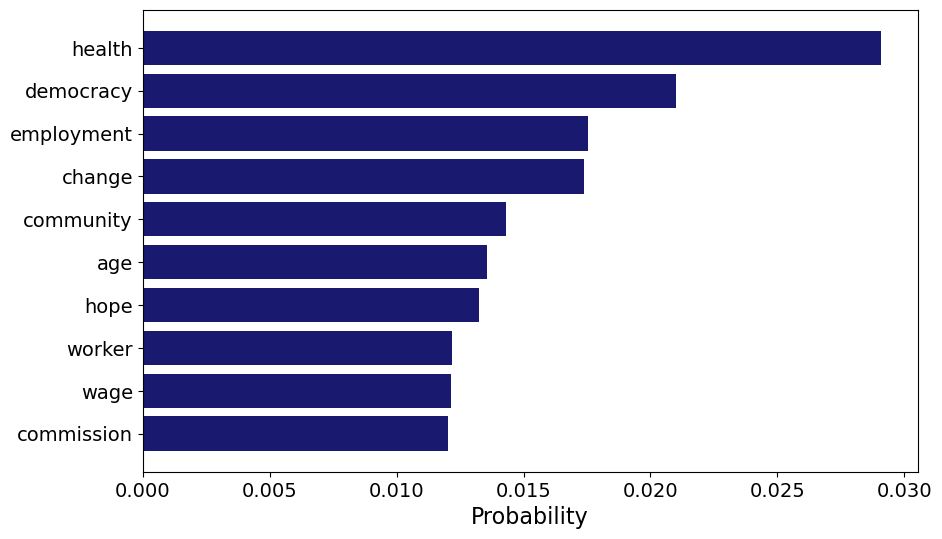 health
democracy
employment
change
community
age
hope
worker
wage
commission
0.000 0.005 0.010 0.015 0.020 0.025 0.030
Probability